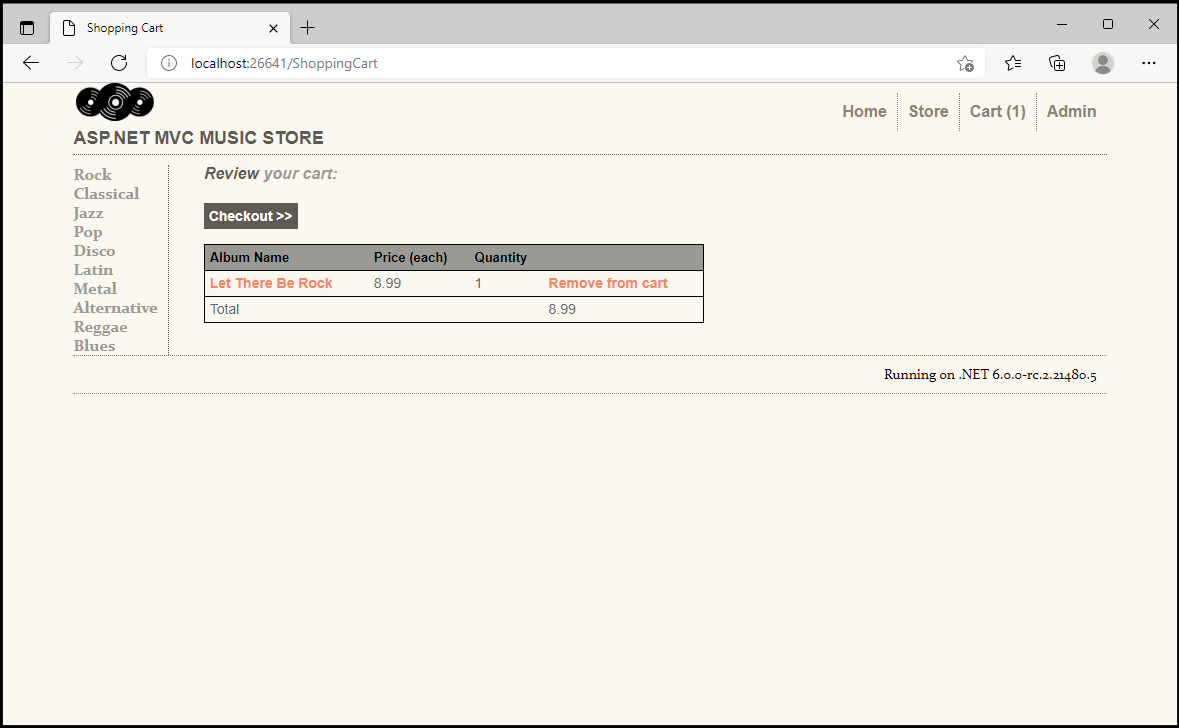 Shopping Cart
localhost:26641/ShoppingCart
Home Store Cart (1) Admin
ASP.NET MVC MUSIC STORE
Rock
Classical
Jazz
Pop
Disco
Latin
Metal
Alternative
Reggae
Blues
Review your cart:
Checkout >>
Album Name Price (each) Quantity
Let There Be Rock 8.99 1 Remove from cart
Total 8.99
Running on .NET 6.0.0-rc.2.21480.5